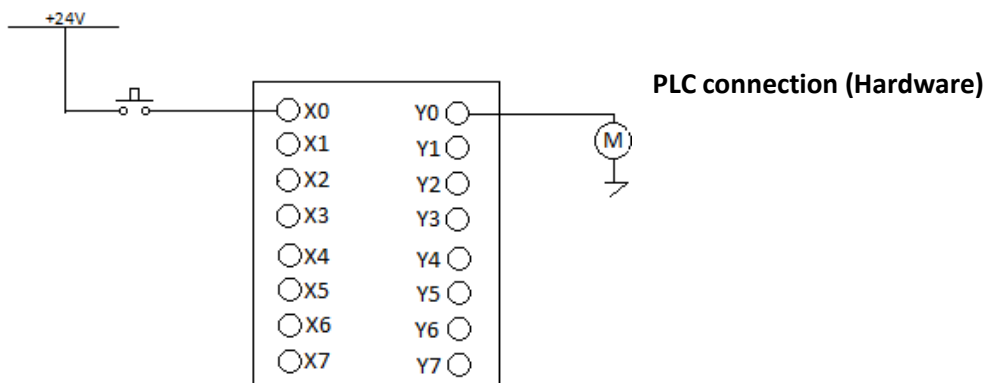 +24V
PLC connection (Hardware)
X0 Y0
M
X1 Y1
X2 Y2
X3 Y3
X4 Y4
X5 Y5
X6 Y6
X7 Y7